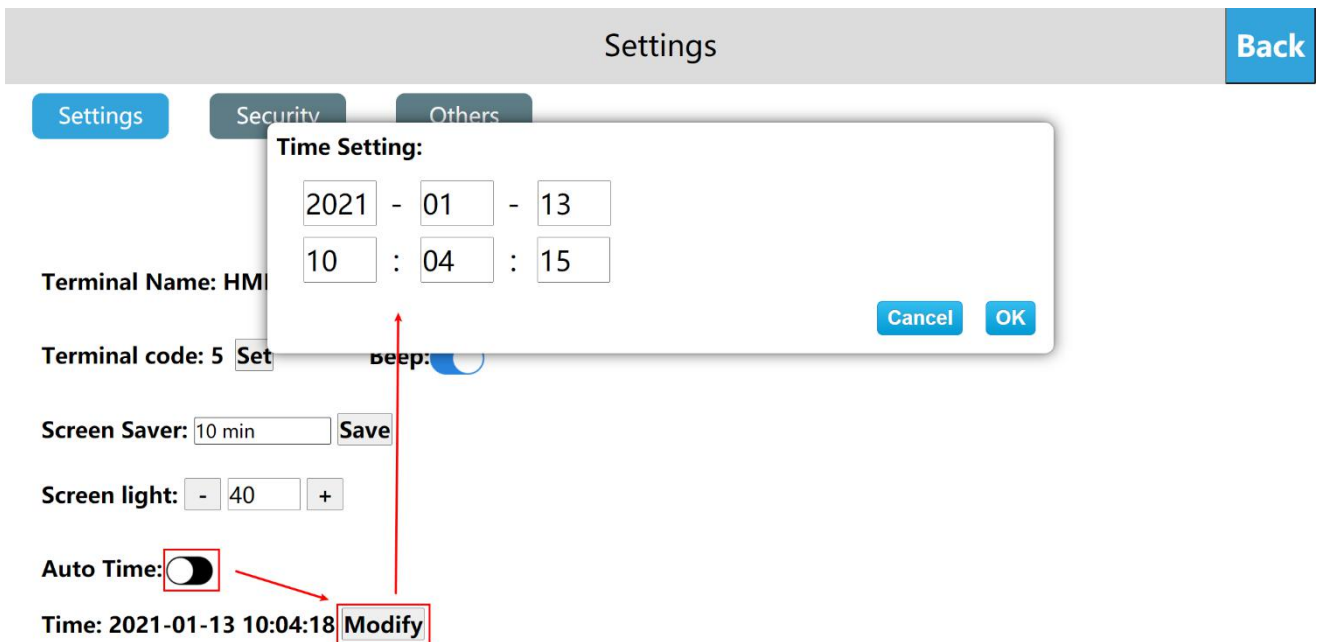 Settings
Back
Settings Security Others
Time Setting:
2021 - 01 - 13
10 : 04 : 15
Terminal Name: HMI
Cancel OK
Terminal code: 5 Set Beep:
Screen Saver: 10 min Save
Screen light: - 40 +
Auto Time:
Time: 2021-01-13 10:04:18 Modify